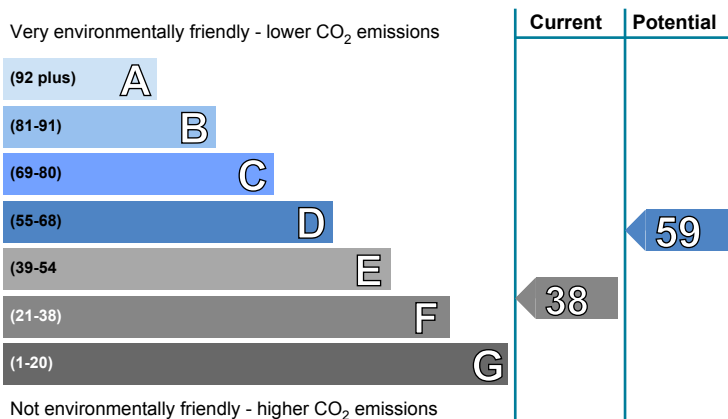 Very environmentally friendly - lower CO₂ emissions
Current
Potential
(92 plus) A
(81-91) B
(69-80) C
(55-68) D
(39-54 E
(21-38) F
(1-20) G
59
38
Not environmentally friendly - higher CO₂ emissions